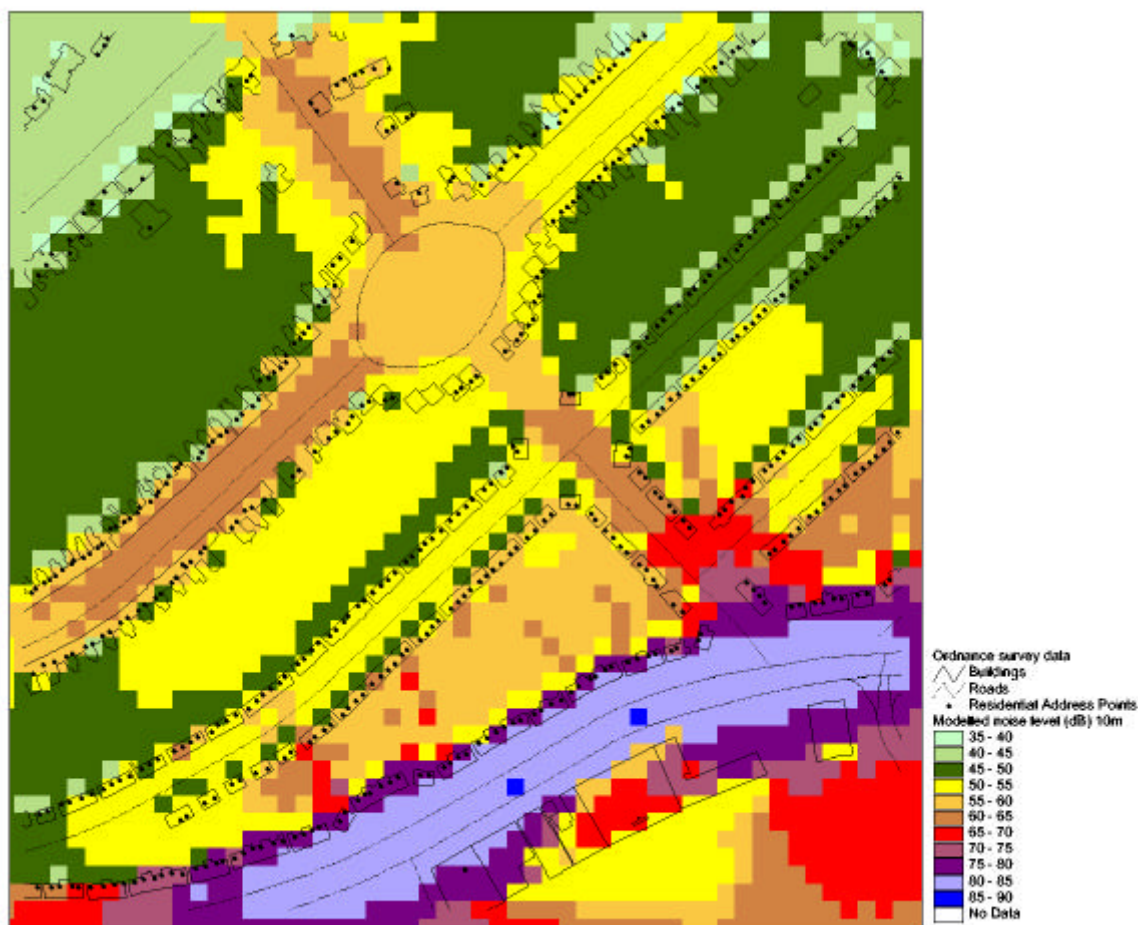 Ordnance survey data
Buildings
Roads
Residential Address Points
Modelled noise level (dB) 10m
35 - 40
40 - 45
45 - 50
50 - 55
55 - 60
60 - 65
65 - 70
70 - 75
75 - 80
80 - 85
85 - 90
No Data